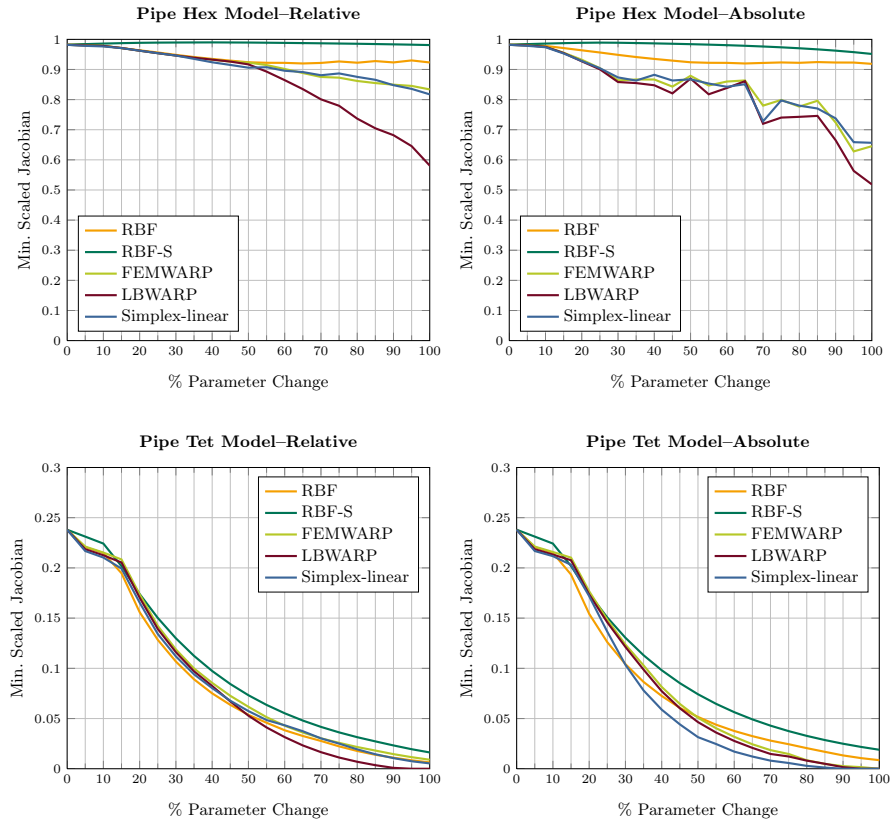 Pipe Hex Model–Relative
Min. Scaled Jacobian
1
0.9
0.8
0.7
0.6
0.5
0.4
0.3
0.2
0.1
0
RBF
RBF-S
FEMWARP
LBWARP
Simplex-linear
0 10 20 30 40 50 60 70 80 90 100
% Parameter Change
Pipe Hex Model–Absolute
Min. Scaled Jacobian
1
0.9
0.8
0.7
0.6
0.5
0.4
0.3
0.2
0.1
0
RBF
RBF-S
FEMWARP
LBWARP
Simplex-linear
0 10 20 30 40 50 60 70 80 90 100
% Parameter Change
Pipe Tet Model–Relative
Min. Scaled Jacobian
0.3
0.25
0.2
0.15
0.1
0.05
0
RBF
RBF-S
FEMWARP
LBWARP
Simplex-linear
0 10 20 30 40 50 60 70 80 90 100
% Parameter Change
Pipe Tet Model–Absolute
Min. Scaled Jacobian
0.3
0.25
0.2
0.15
0.1
0.05
0
RBF
RBF-S
FEMWARP
LBWARP
Simplex-linear
0 10 20 30 40 50 60 70 80 90 100
% Parameter Change